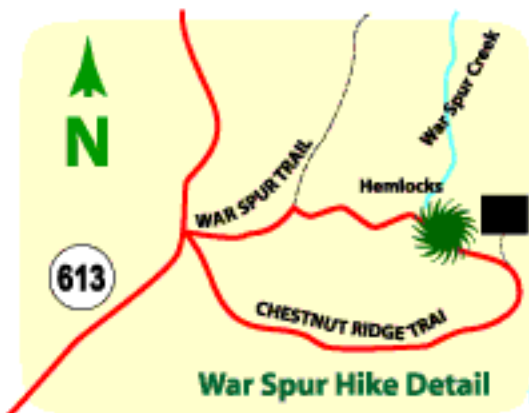 War Spur Creek
N
WAR SPUR TRAIL
Hemlocks
613
CHESTNUT RIDGE TRAI
War Spur Hike Detail